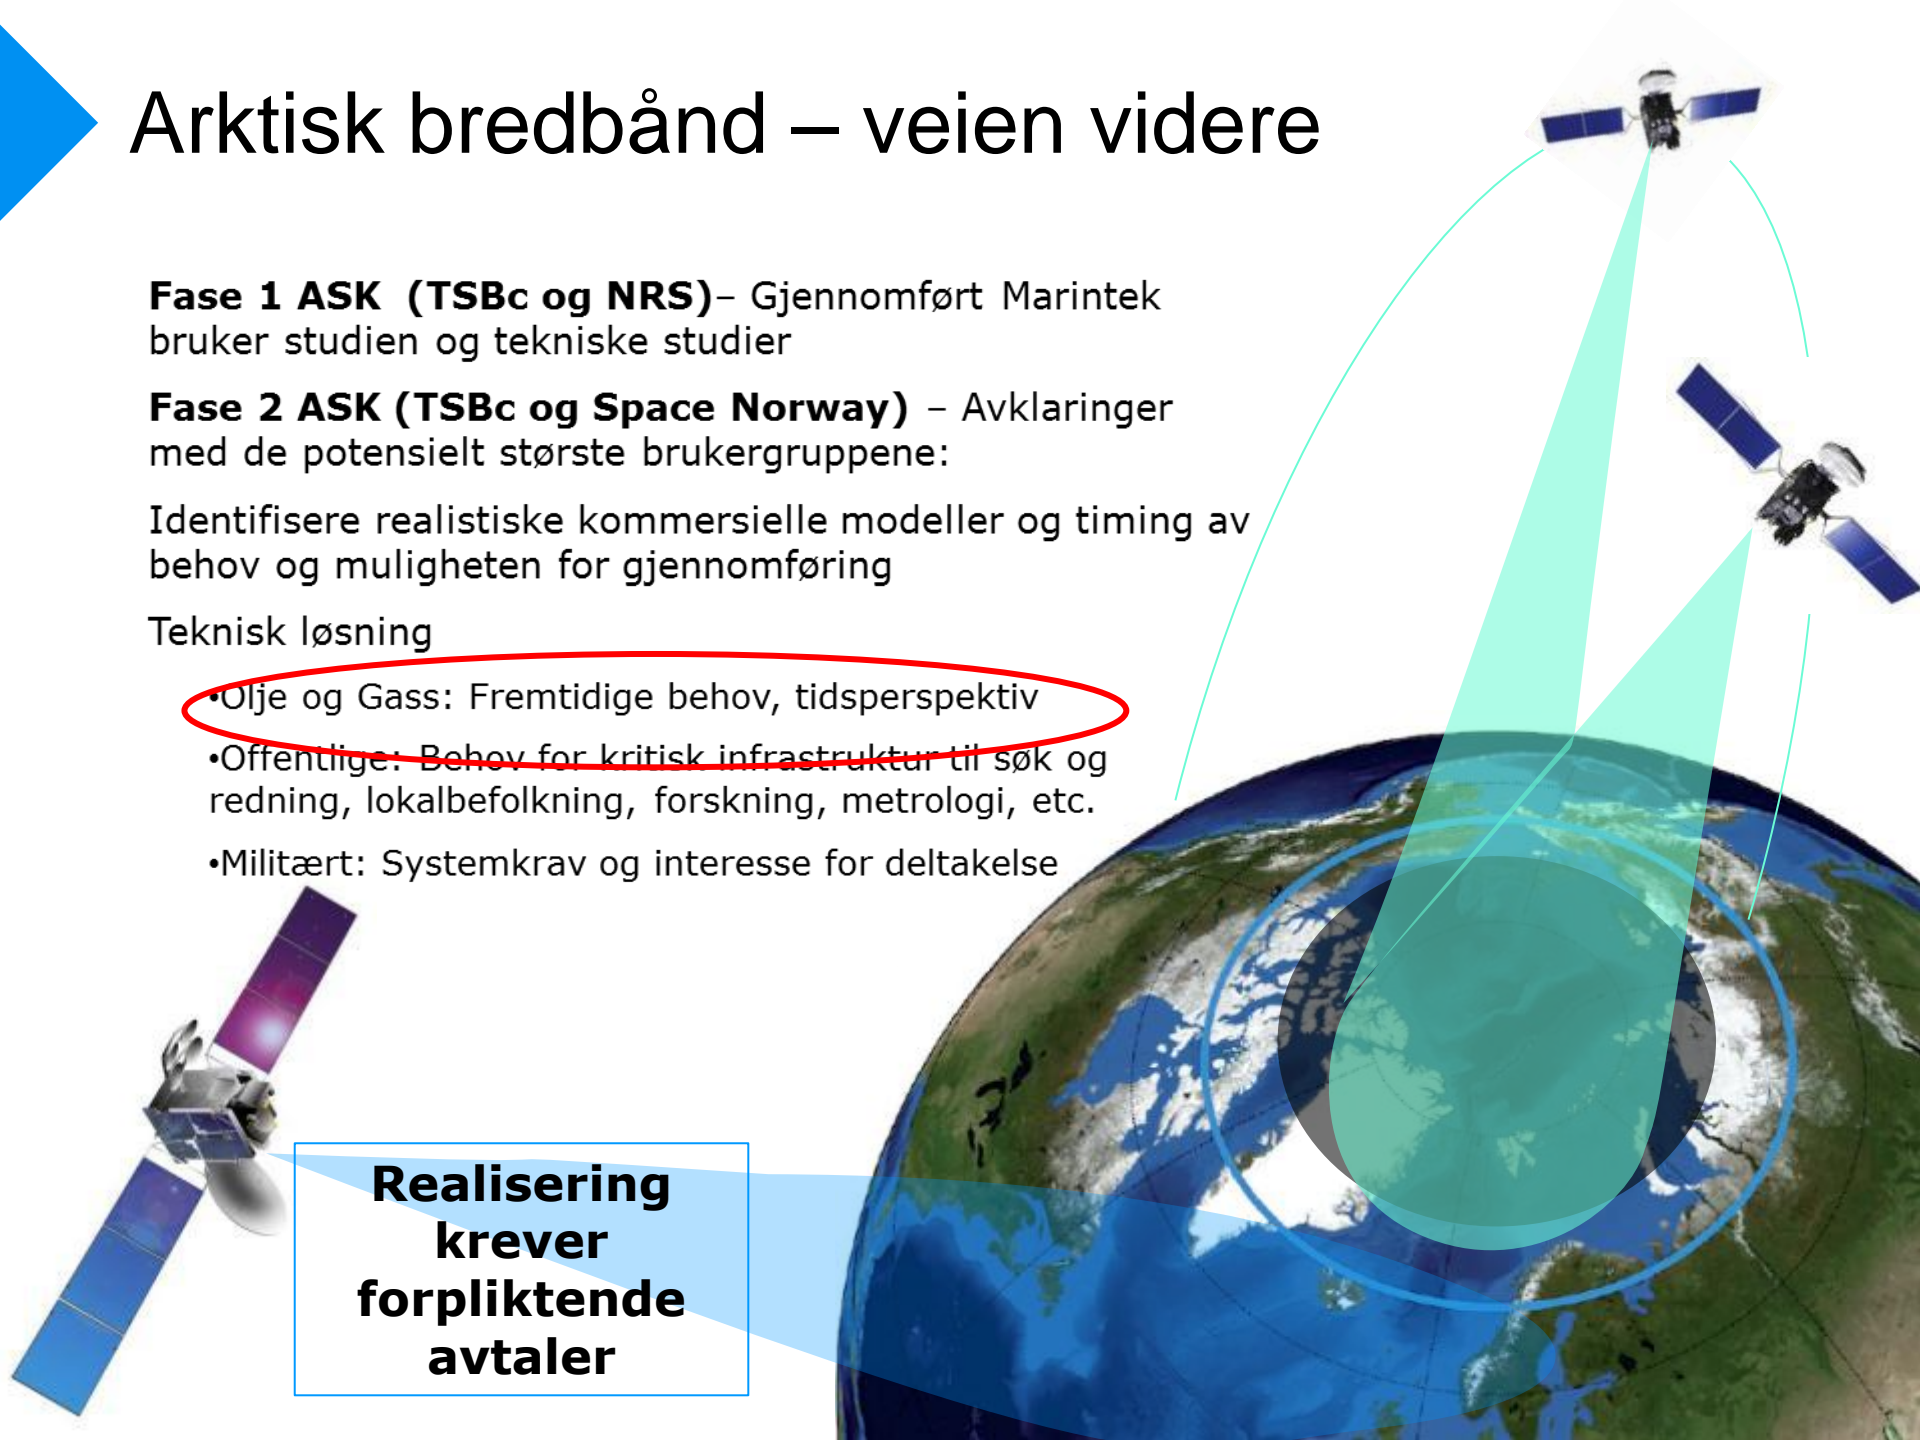 Arktisk bredbånd – veien videre
Fase 1 ASK (TSBc og NRS)– Gjennomført Marintek
bruker studien og tekniske studier
Fase 2 ASK (TSBc og Space Norway) – Avklaringer
med de potensielt største brukergruppene:
Identifisere realistiske kommersielle modeller og timing av
behov og muligheten for gjennomføring
Teknisk løsning
•Olje og Gass: Fremtidige behov, tidsperspektiv
•Offentlige: Behov for kritisk infrastruktur til søk og
redning, lokalbefolkning, forskning, metrologi, etc.
•Militært: Systemkrav og interesse for deltakelse
Realisering
krever
forpliktende
avtaler